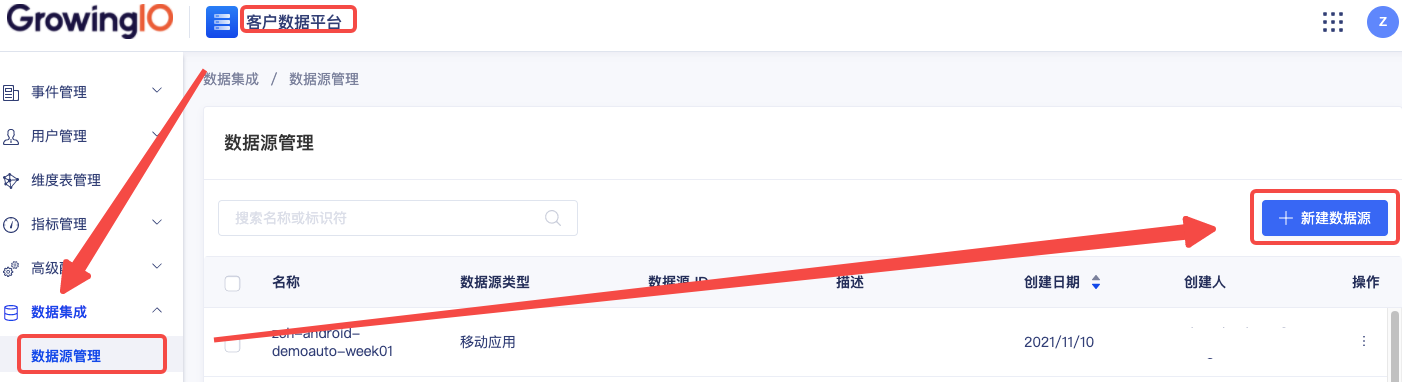 GrowingIO
客户数据平台
Z
事件管理
用户管理
维度表管理
指标管理
高级
数据集成
数据源管理
数据集成 / 数据源管理
数据源管理
搜索名称或标识符
新建数据源
名称 数据源类型 数据源 ID 描述 创建日期 创建人 操作
zoh-android-
demoauto-week01
移动应用 2021/11/10